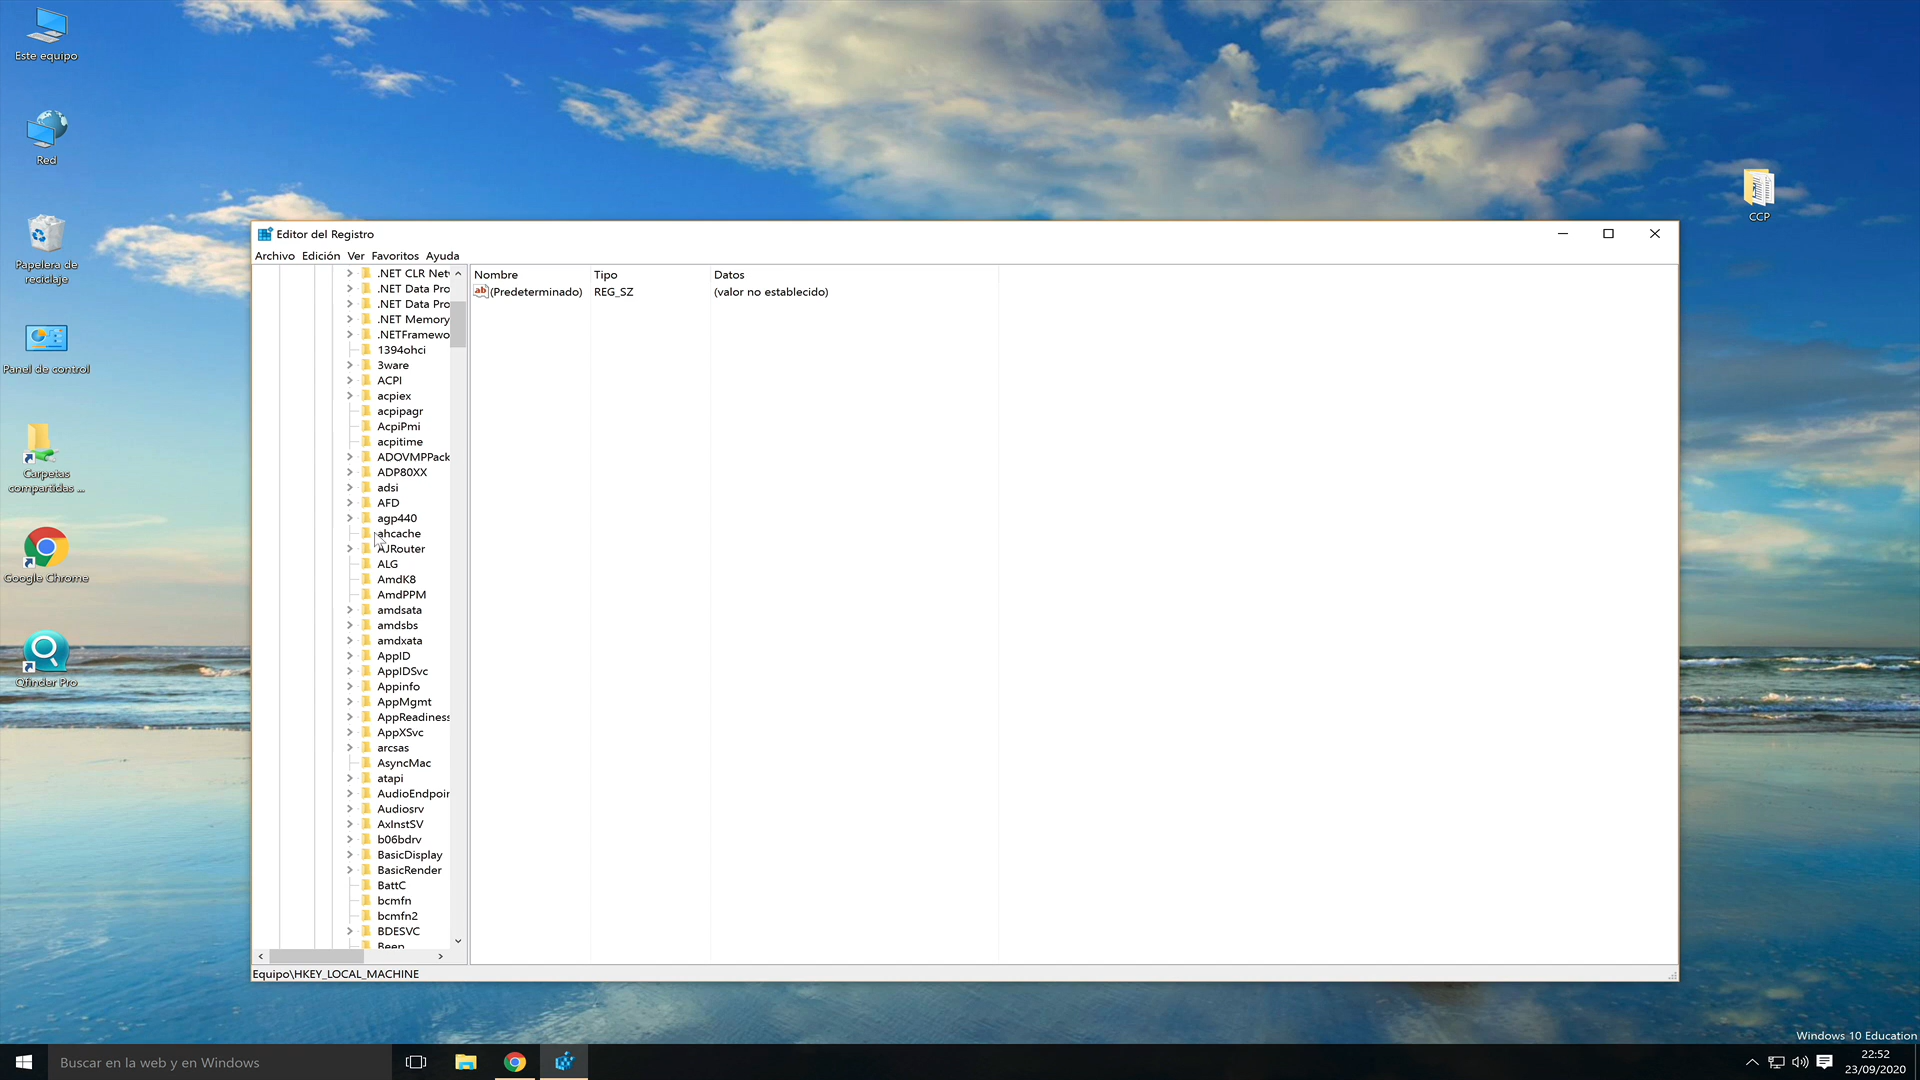 Este equipo
Red
Papelera de
reciclaje
Panel de control
Carpetas
compartidas ...
Google Chrome
Qfinder Pro
CCP
Editor del Registro
Archivo Edición Ver Favoritos Ayuda
.NET CLR Net
.NET Data Pro
.NET Data Pro
.NET Memory
.NETFramewo
1394ohci
3ware
ACPI
acpiex
acpipagr
AcpiPmi
acpitime
ADOVMPPack
ADP80XX
adsi
AFD
agp440
ahcache
AJRouter
ALG
AmdK8
AmdPPM
amdsata
amdsbs
amdxata
AppID
AppIDSvc
Appinfo
AppMgmt
AppReadiness
AppXSvc
arcsas
AsyncMac
atapi
AudioEndpoin
Audiosrv
AxInstSV
b06bdrv
BasicDisplay
BasicRender
BattC
bcmfn
bcmfn2
BDESVC
Beep
Nombre Tipo Datos
ab (Predeterminado) REG_SZ (valor no establecido)
Equipo\HKEY_LOCAL_MACHINE
Windows 10 Education
Buscar en la web y en Windows
22:52
23/09/2020